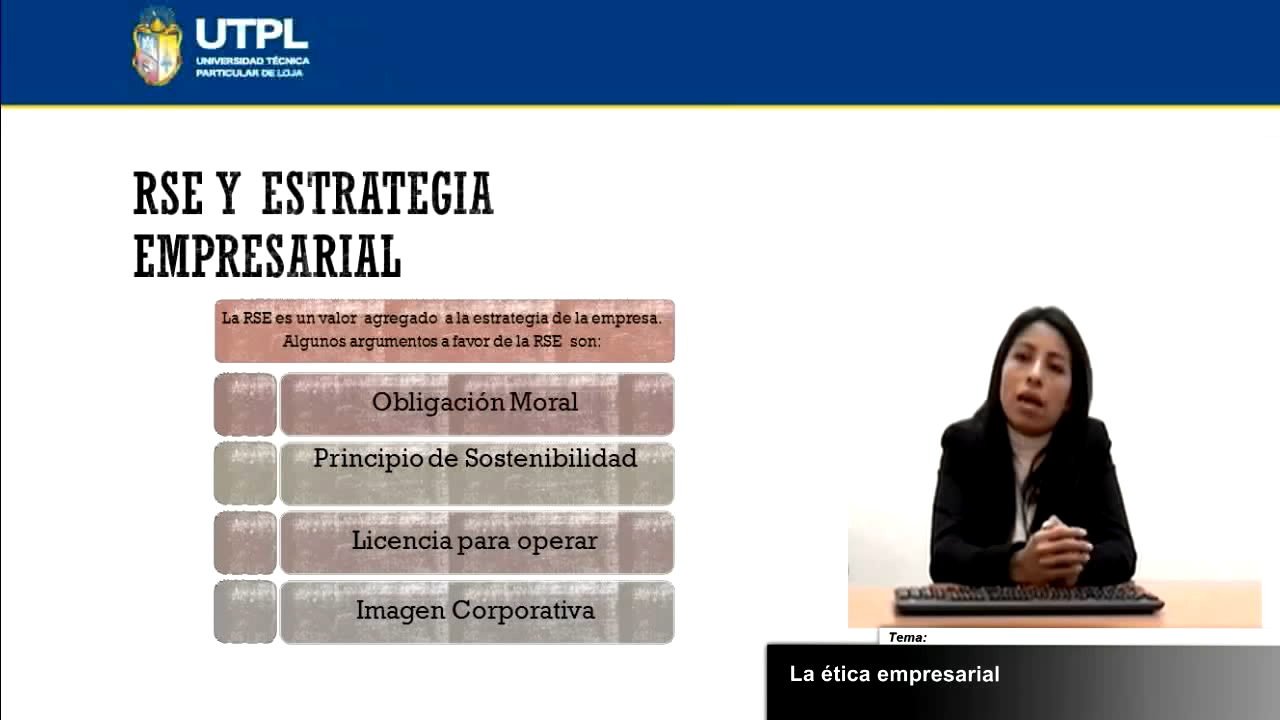 UTPL
UNIVERSIDAD TÉCNICA
PARTICULAR DE LOJA
RSE Y ESTRATEGIA
EMPRESARIAL
La RSE es un valor agregado a la estrategia de la empresa.
Algunos argumentos a favor de la RSE son:
Obligación Moral
Principio de Sostenibilidad
Licencia para operar
Imagen Corporativa
Tema:
La ética empresarial